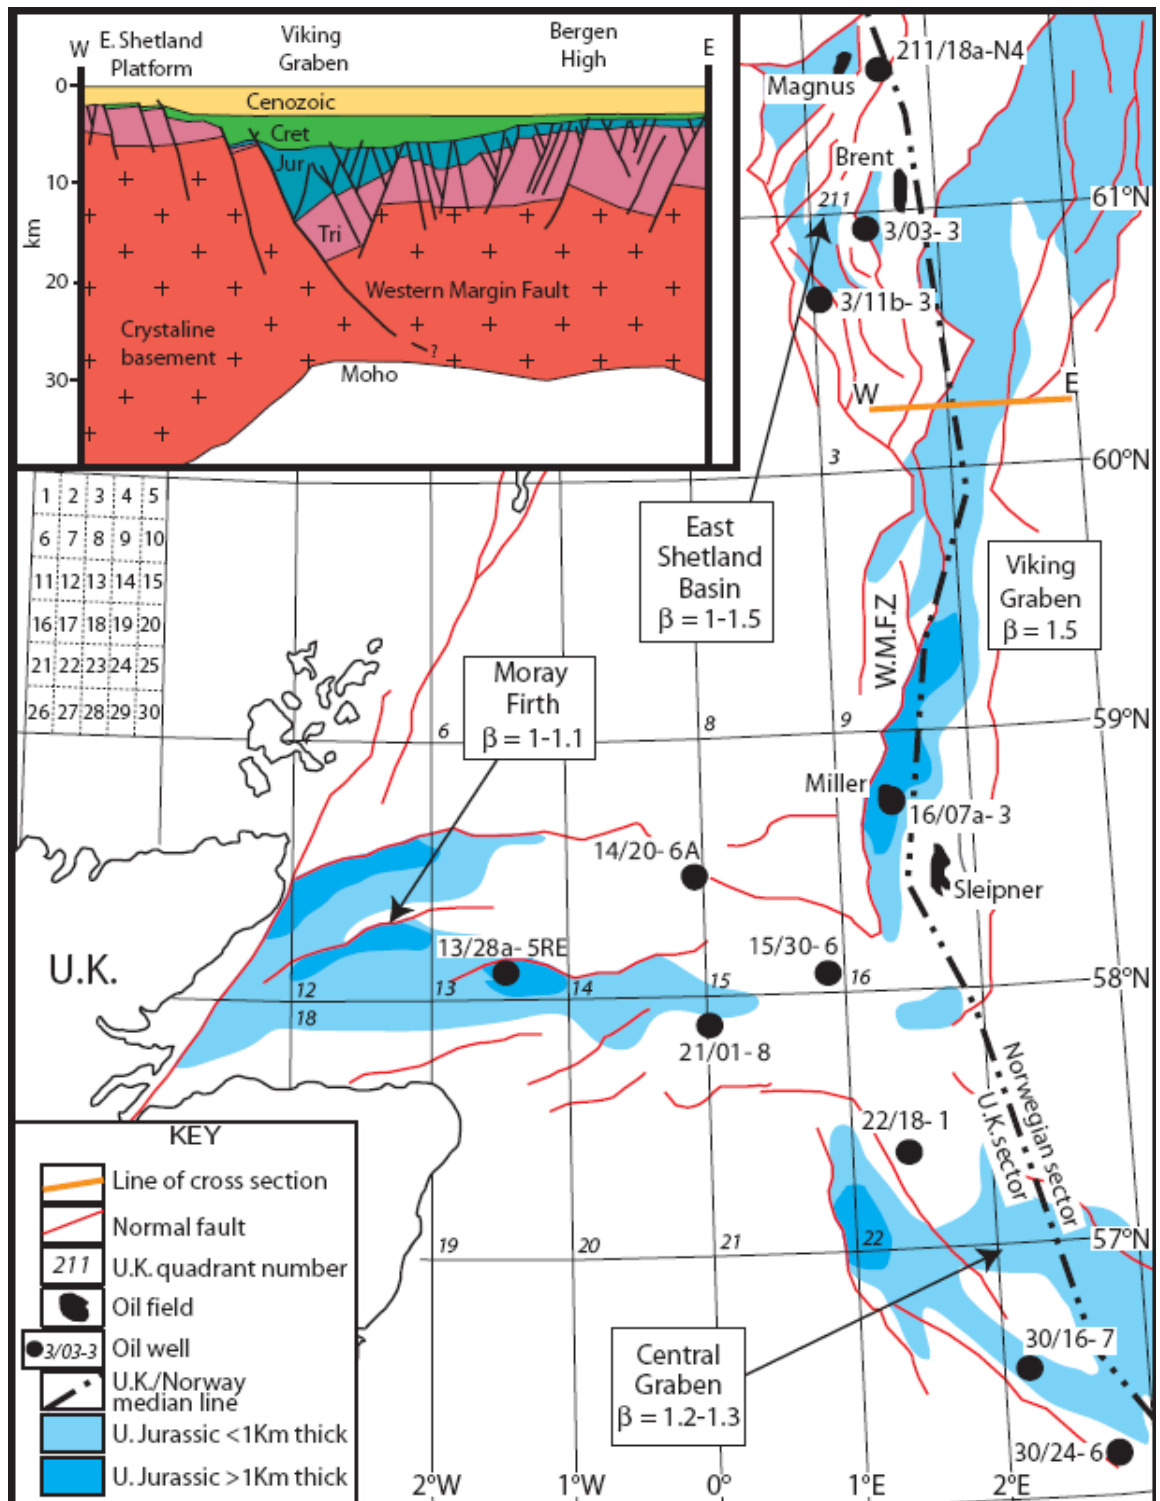 W
E. Shetland
Platform
Viking
Graben
Bergen
High
E
0
10
20
30
km
Cenozoic
Cret
Jur
Tri
Western Margin Fault
Crystaline
basement
?
Moho
1 2 3 4 5
6 7 8 9 10
11 12 13 14 15
16 17 18 19 20
21 22 23 24 25
26 27 28 29 30
211/18a-N4
Magnus
Brent
211
61°N
3/03-3
3/11b-3
W
E
3
60°N
East
Shetland
Basin
β = 1-1.5
Viking
Graben
β = 1.5
W.M.F.Z
Moray
Firth
β = 1-1.1
6
8
9
59°N
Miller
16/07a-3
14/20-6A
Sleipner
U.K.
13/28a-5RE
15/30-6
12
13
14
15
16
58°N
18
21/01-8
Norwegian sector
U.K. sector
22/18-1
19
20
21
22
57°N
Central
Graben
β = 1.2-1.3
30/16-7
30/24-6
2°W
1°W
0°
1°E
2°E
KEY
Line of cross section
Normal fault
211
U.K. quadrant number
Oil field
3/03-3
Oil well
U.K./Norway
median line
U. Jurassic <1Km thick
U. Jurassic >1Km thick